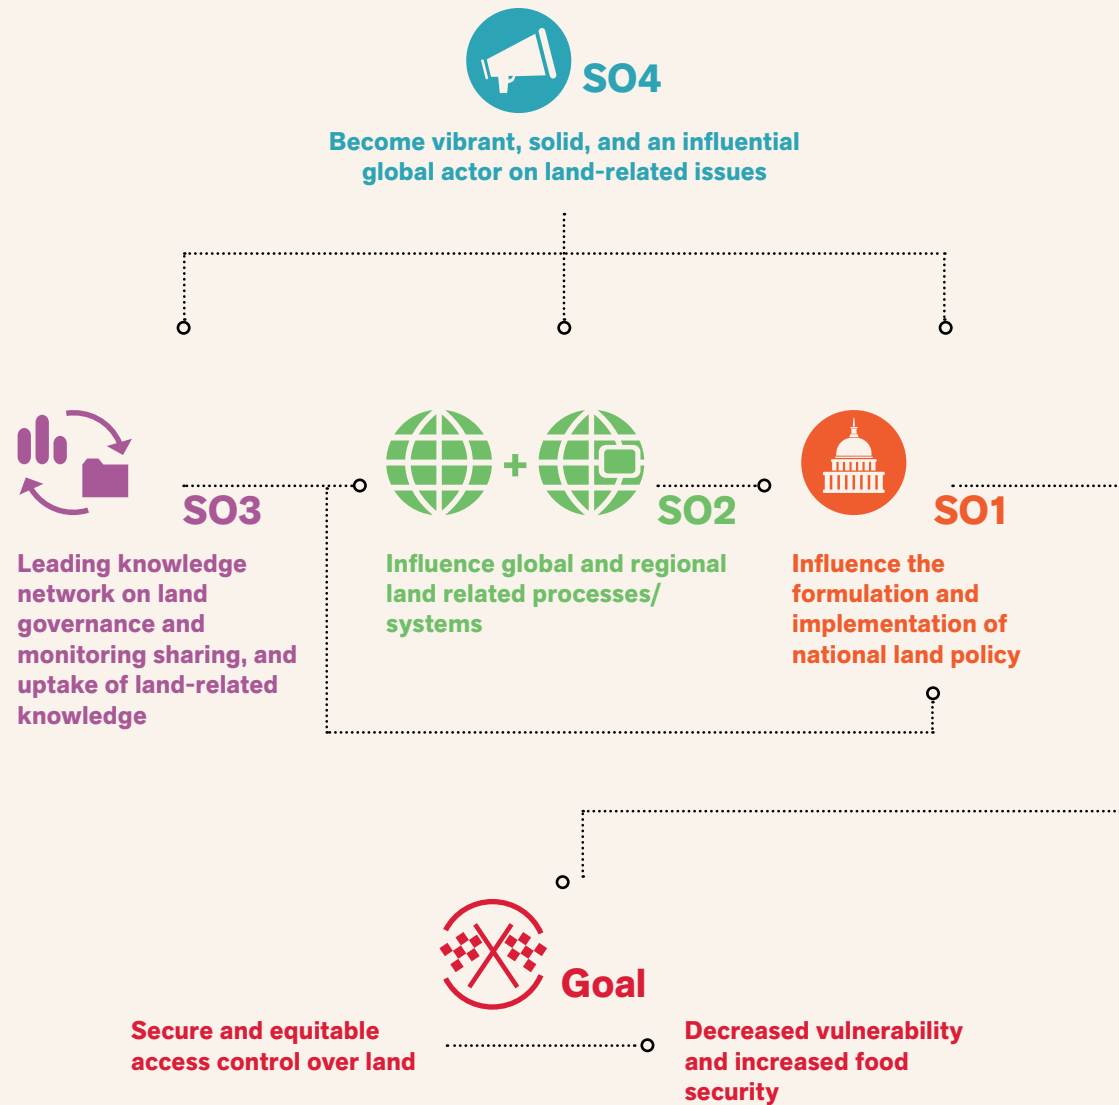 SO4
Become vibrant, solid, and an influential
global actor on land-related issues
SO3
Leading knowledge
network on land
governance and
monitoring sharing, and
uptake of land-related
knowledge
SO2
Influence global and regional
land related processes/
systems
SO1
Influence the
formulation and
implementation of
national land policy
Goal
Secure and equitable
access control over land
Decreased vulnerability
and increased food
security